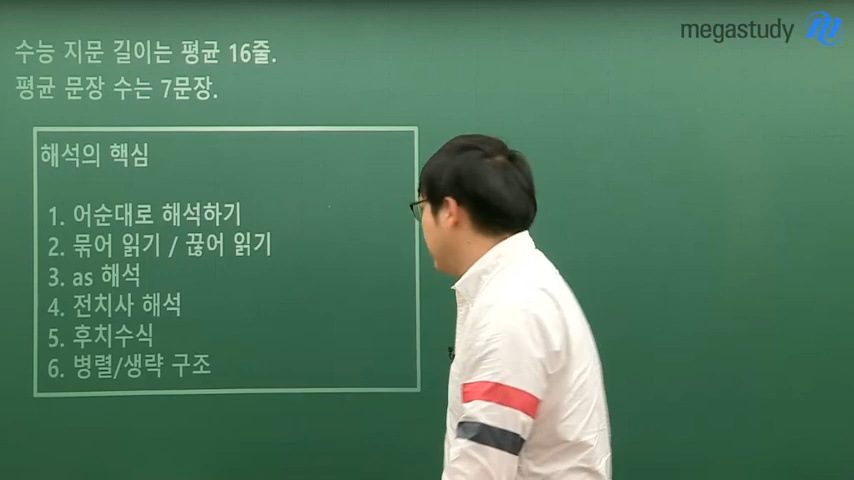 megastudy
수능 지문 길이는 평균 16줄.
평균 문장 수는 7문장.
해석의 핵심
1. 어순대로 해석하기
2. 묶어 읽기 / 끊어 읽기
3. as 해석
4. 전치사 해석
5. 후치수식
6. 병렬/생략 구조